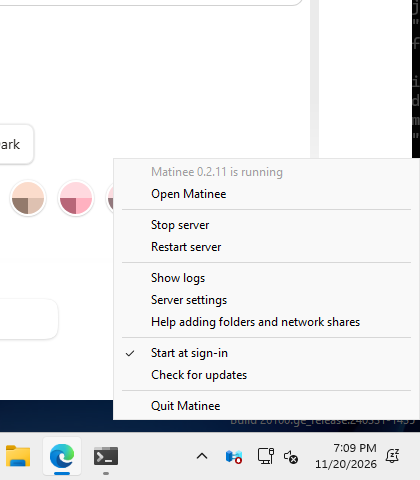 ark
Matinee 0.2.11 is running
Open Matinee
Stop server
Restart server
Show logs
Server settings
Help adding folders and network shares
Start at sign-in
Check for updates
Quit Matinee
7:09 PM
11/20/2026